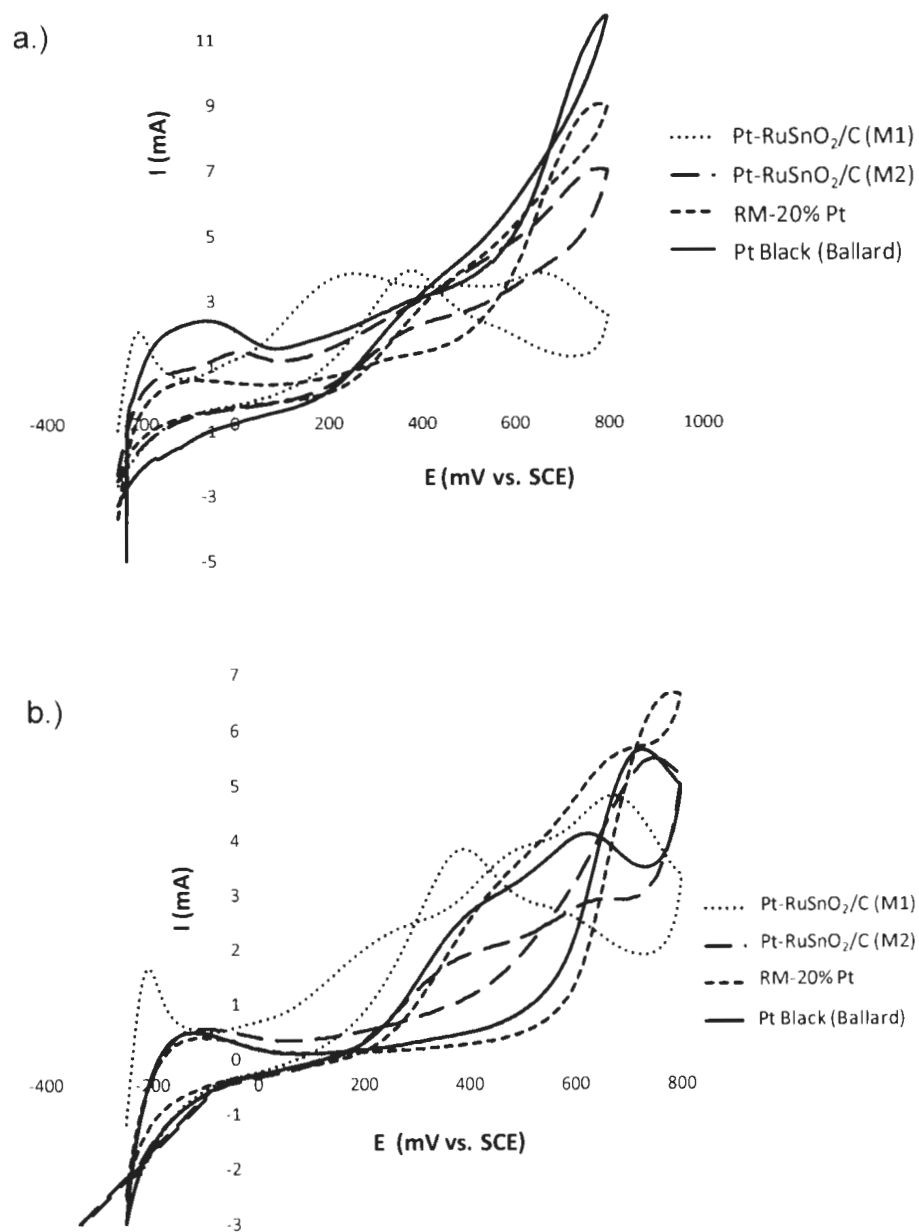 a.)
11
9
7
5
3
1
-1
-3
-5
I (mA)
-400
-200
0
200
400
600
800
1000
E (mV vs. SCE)
Pt-RuSnO₂/C (M1)
Pt-RuSnO₂/C (M2)
RM-20% Pt
Pt Black (Ballard)
b.)
7
6
5
4
3
2
1
0
-1
-2
-3
I (mA)
-400
-200
0
200
400
600
800
E (mV vs. SCE)
Pt-RuSnO₂/C (M1)
Pt-RuSnO₂/C (M2)
RM-20% Pt
Pt Black (Ballard)